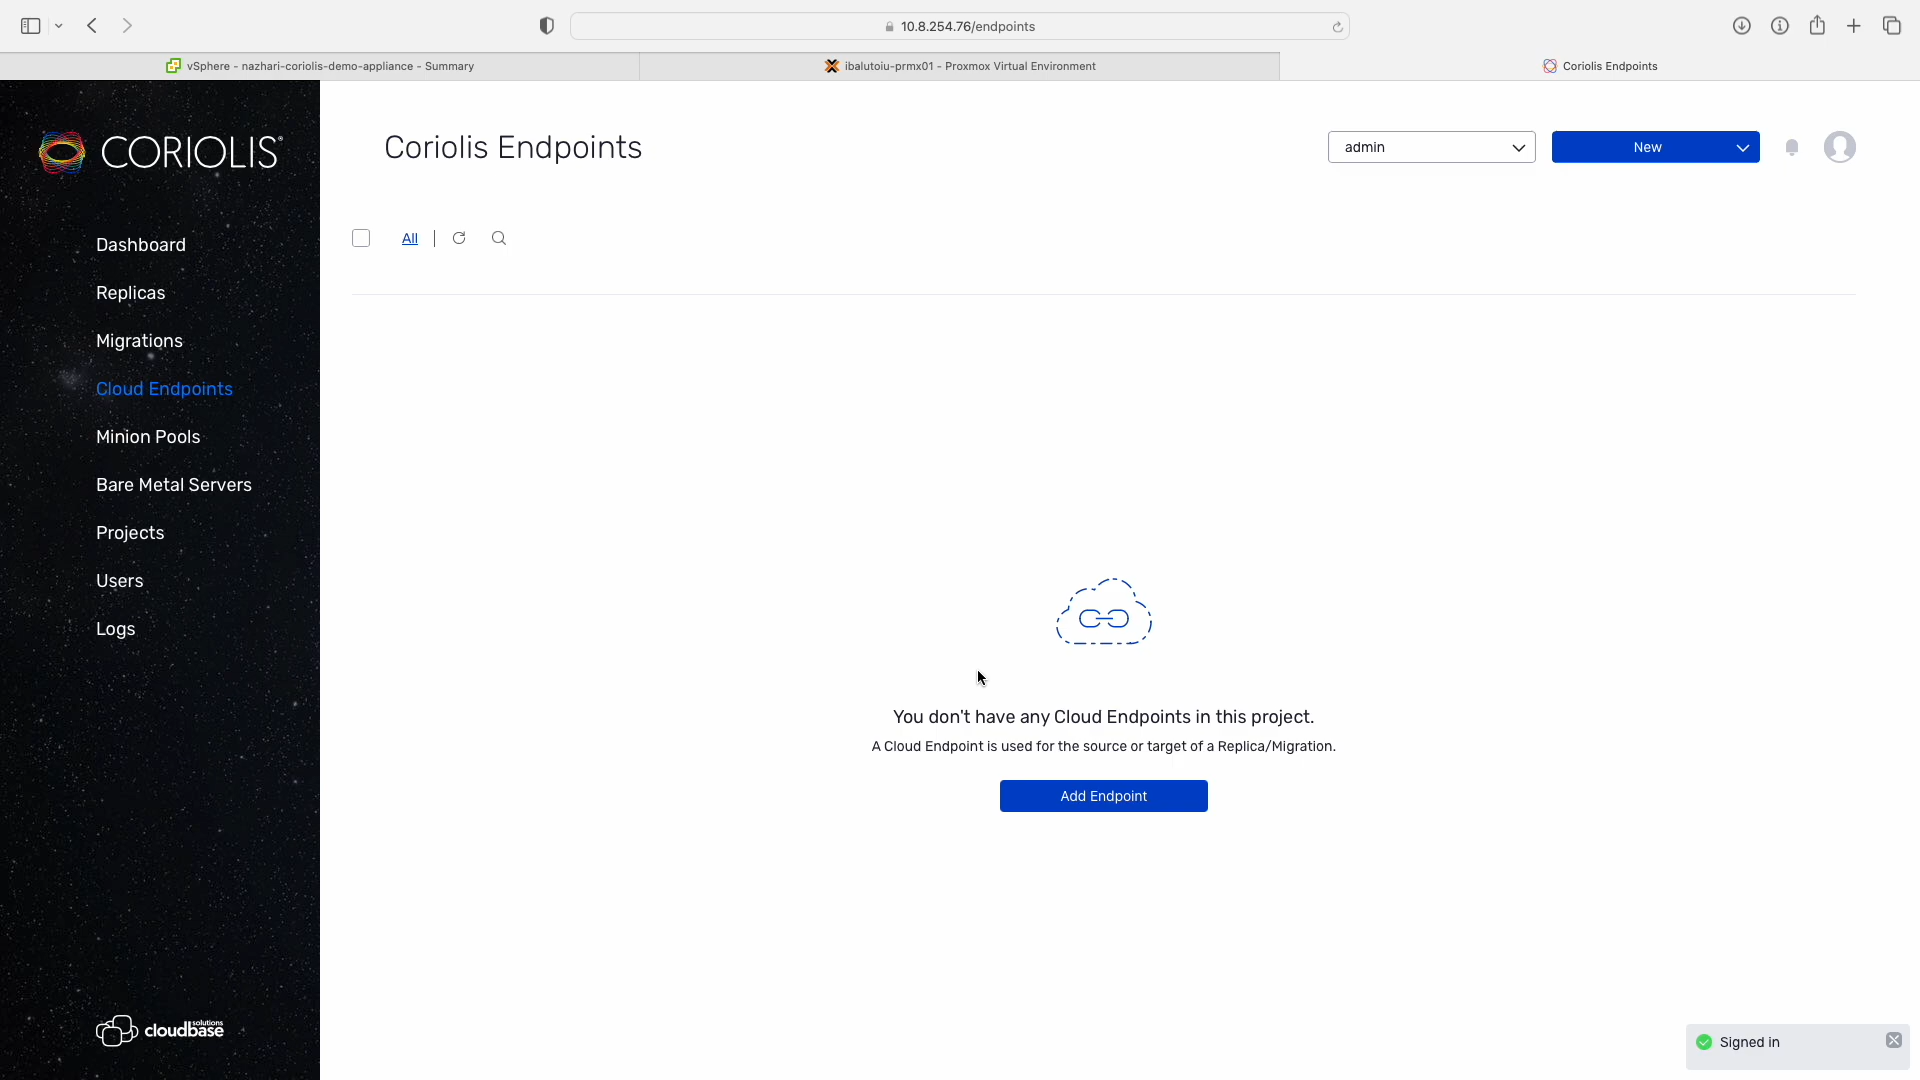 10.8.254.76/endpoints
vSphere - nazhari-coriolis-demo-appliance - Summary
ibalutoiu-prmx01 - Proxmox Virtual Environment
Coriolis Endpoints
CORIOLIS®
Dashboard
Replicas
Migrations
Cloud Endpoints
Minion Pools
Bare Metal Servers
Projects
Users
Logs
cloudbase solutions
Coriolis Endpoints
admin
New
All
You don't have any Cloud Endpoints in this project.
A Cloud Endpoint is used for the source or target of a Replica/Migration.
Add Endpoint
Signed in